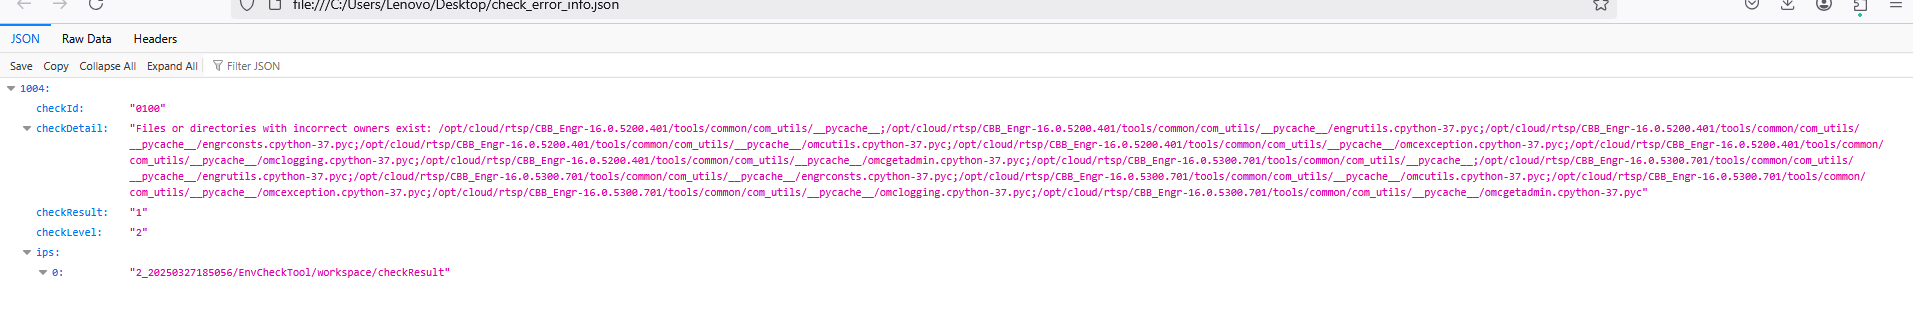 file:///C:/Users/Lenovo/Desktop/check_error_info.json
JSON Raw Data Headers
Save Copy Collapse All Expand All Filter JSON
1004:
checkId: "0100"
checkDetail: "Files or directories with incorrect owners exist: /opt/cloud/rtsp/CBB_Engr-16.0.5200.401/tools/common/com_utils/__pycache__;/opt/cloud/rtsp/CBB_Engr-16.0.5200.401/tools/common/com_utils/__pycache__/engrutils.cpython-37.pyc;/opt/cloud/rtsp/CBB_Engr-16.0.5200.401/tools/common/com_utils/
__pycache__/engrconsts.cpython-37.pyc;/opt/cloud/rtsp/CBB_Engr-16.0.5200.401/tools/common/com_utils/__pycache__/omcutils.cpython-37.pyc;/opt/cloud/rtsp/CBB_Engr-16.0.5200.401/tools/common/com_utils/__pycache__/omcexception.cpython-37.pyc;/opt/cloud/rtsp/CBB_Engr-16.0.5200.401/tools/common/
com_utils/__pycache__/omclogging.cpython-37.pyc;/opt/cloud/rtsp/CBB_Engr-16.0.5200.401/tools/common/com_utils/__pycache__/omcgetadmin.cpython-37.pyc;/opt/cloud/rtsp/CBB_Engr-16.0.5300.701/tools/common/com_utils/__pycache__;/opt/cloud/rtsp/CBB_Engr-16.0.5300.701/tools/common/com_utils/
__pycache__/engrutils.cpython-37.pyc;/opt/cloud/rtsp/CBB_Engr-16.0.5300.701/tools/common/com_utils/__pycache__/engrconsts.cpython-37.pyc;/opt/cloud/rtsp/CBB_Engr-16.0.5300.701/tools/common/com_utils/__pycache__/omcutils.cpython-37.pyc;/opt/cloud/rtsp/CBB_Engr-16.0.5300.701/tools/common/
com_utils/__pycache__/omcexception.cpython-37.pyc;/opt/cloud/rtsp/CBB_Engr-16.0.5300.701/tools/common/com_utils/__pycache__/omclogging.cpython-37.pyc;/opt/cloud/rtsp/CBB_Engr-16.0.5300.701/tools/common/com_utils/__pycache__/omcgetadmin.cpython-37.pyc"
checkResult: "1"
checkLevel: "2"
ips:
0: "2_20250327185056/EnvCheckTool/workspace/checkResult"